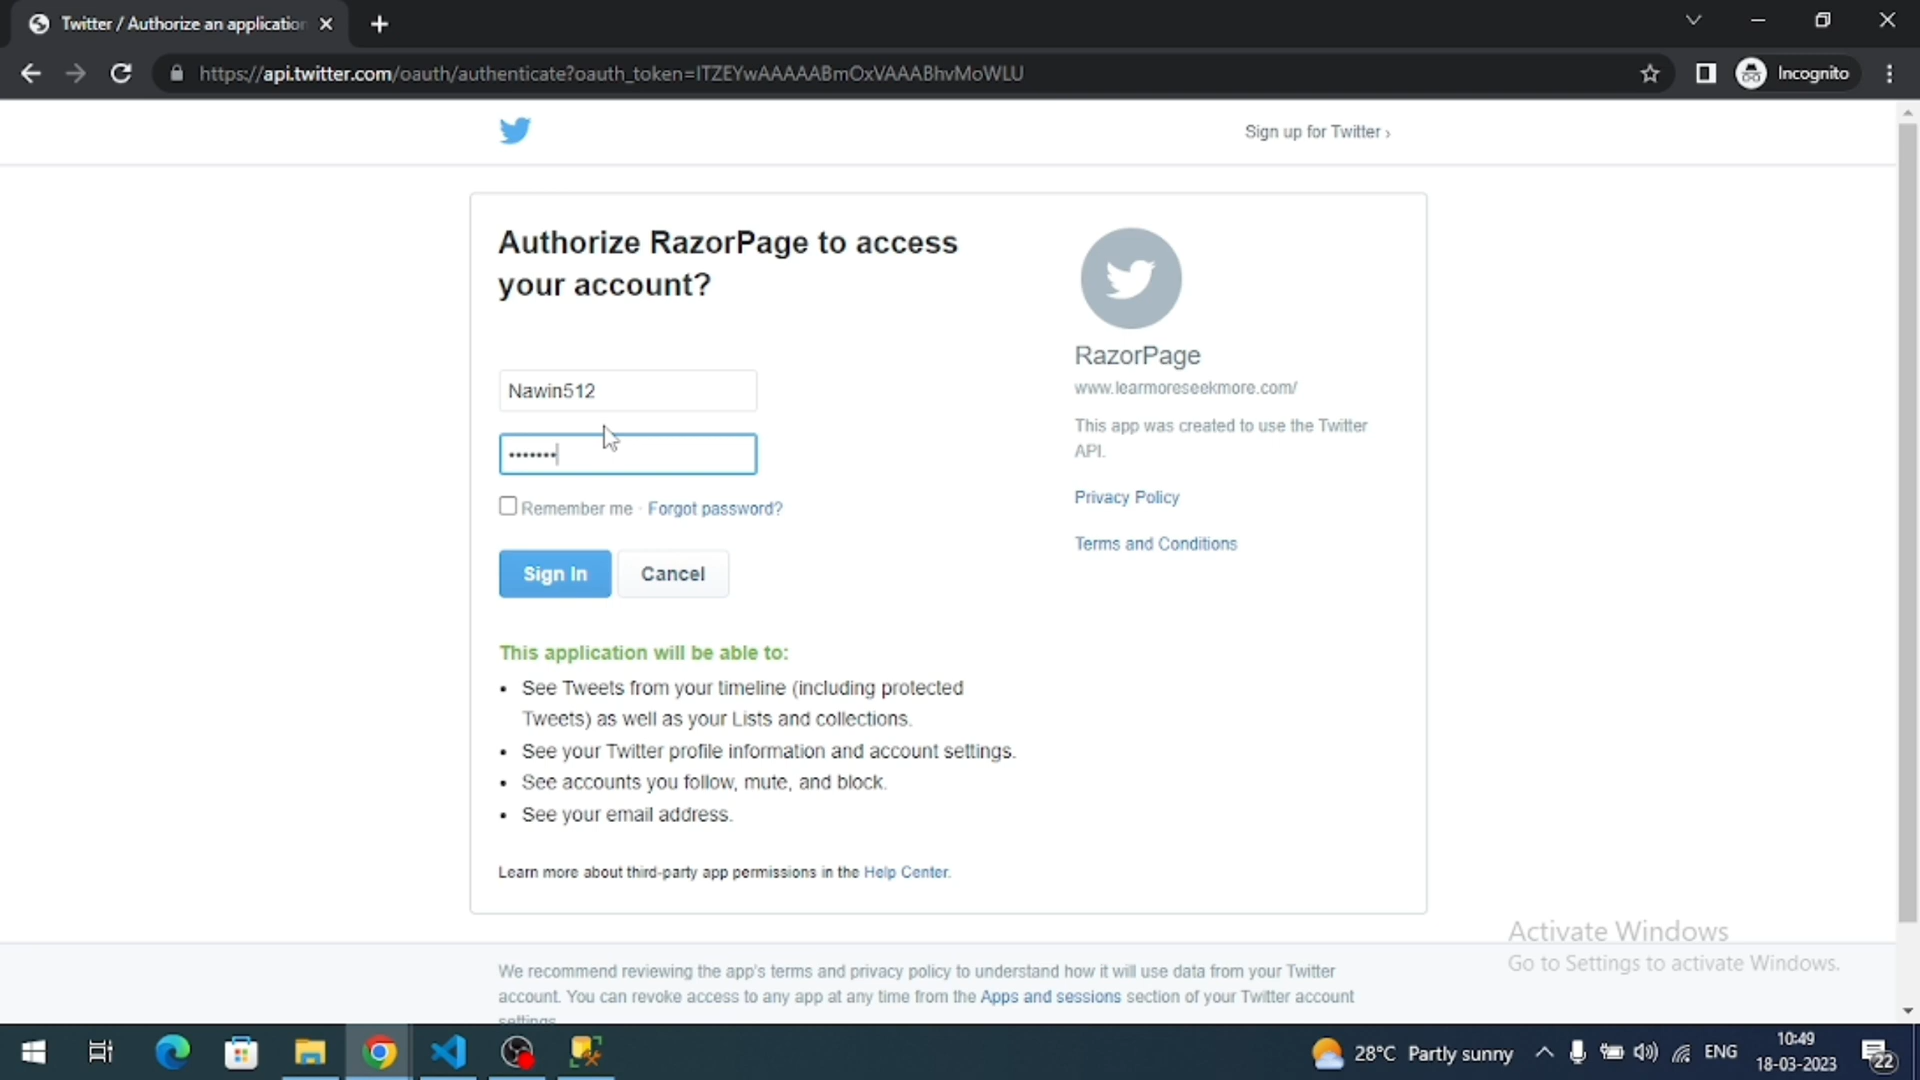 Twitter / Authorize an application
https://api.twitter.com/oauth/authenticate?oauth_token=ITZEYwAAAAABmOxVAAABhvMoWLU
Incognito
Sign up for Twitter ›
Authorize RazorPage to access
your account?
Nawin512
•••••••
Remember me · Forgot password?
Sign In
Cancel
This application will be able to:
• See Tweets from your timeline (including protected
Tweets) as well as your Lists and collections.
• See your Twitter profile information and account settings.
• See accounts you follow, mute, and block.
• See your email address.
Learn more about third-party app permissions in the Help Center.
RazorPage
www.learmoreseekmore.com/
This app was created to use the Twitter
API.
Privacy Policy
Terms and Conditions
Activate Windows
Go to Settings to activate Windows.
We recommend reviewing the app's terms and privacy policy to understand how it will use data from your Twitter
account. You can revoke access to any app at any time from the Apps and sessions section of your Twitter account
settings.
28°C Partly sunny
ENG
10:49
18-03-2023
22